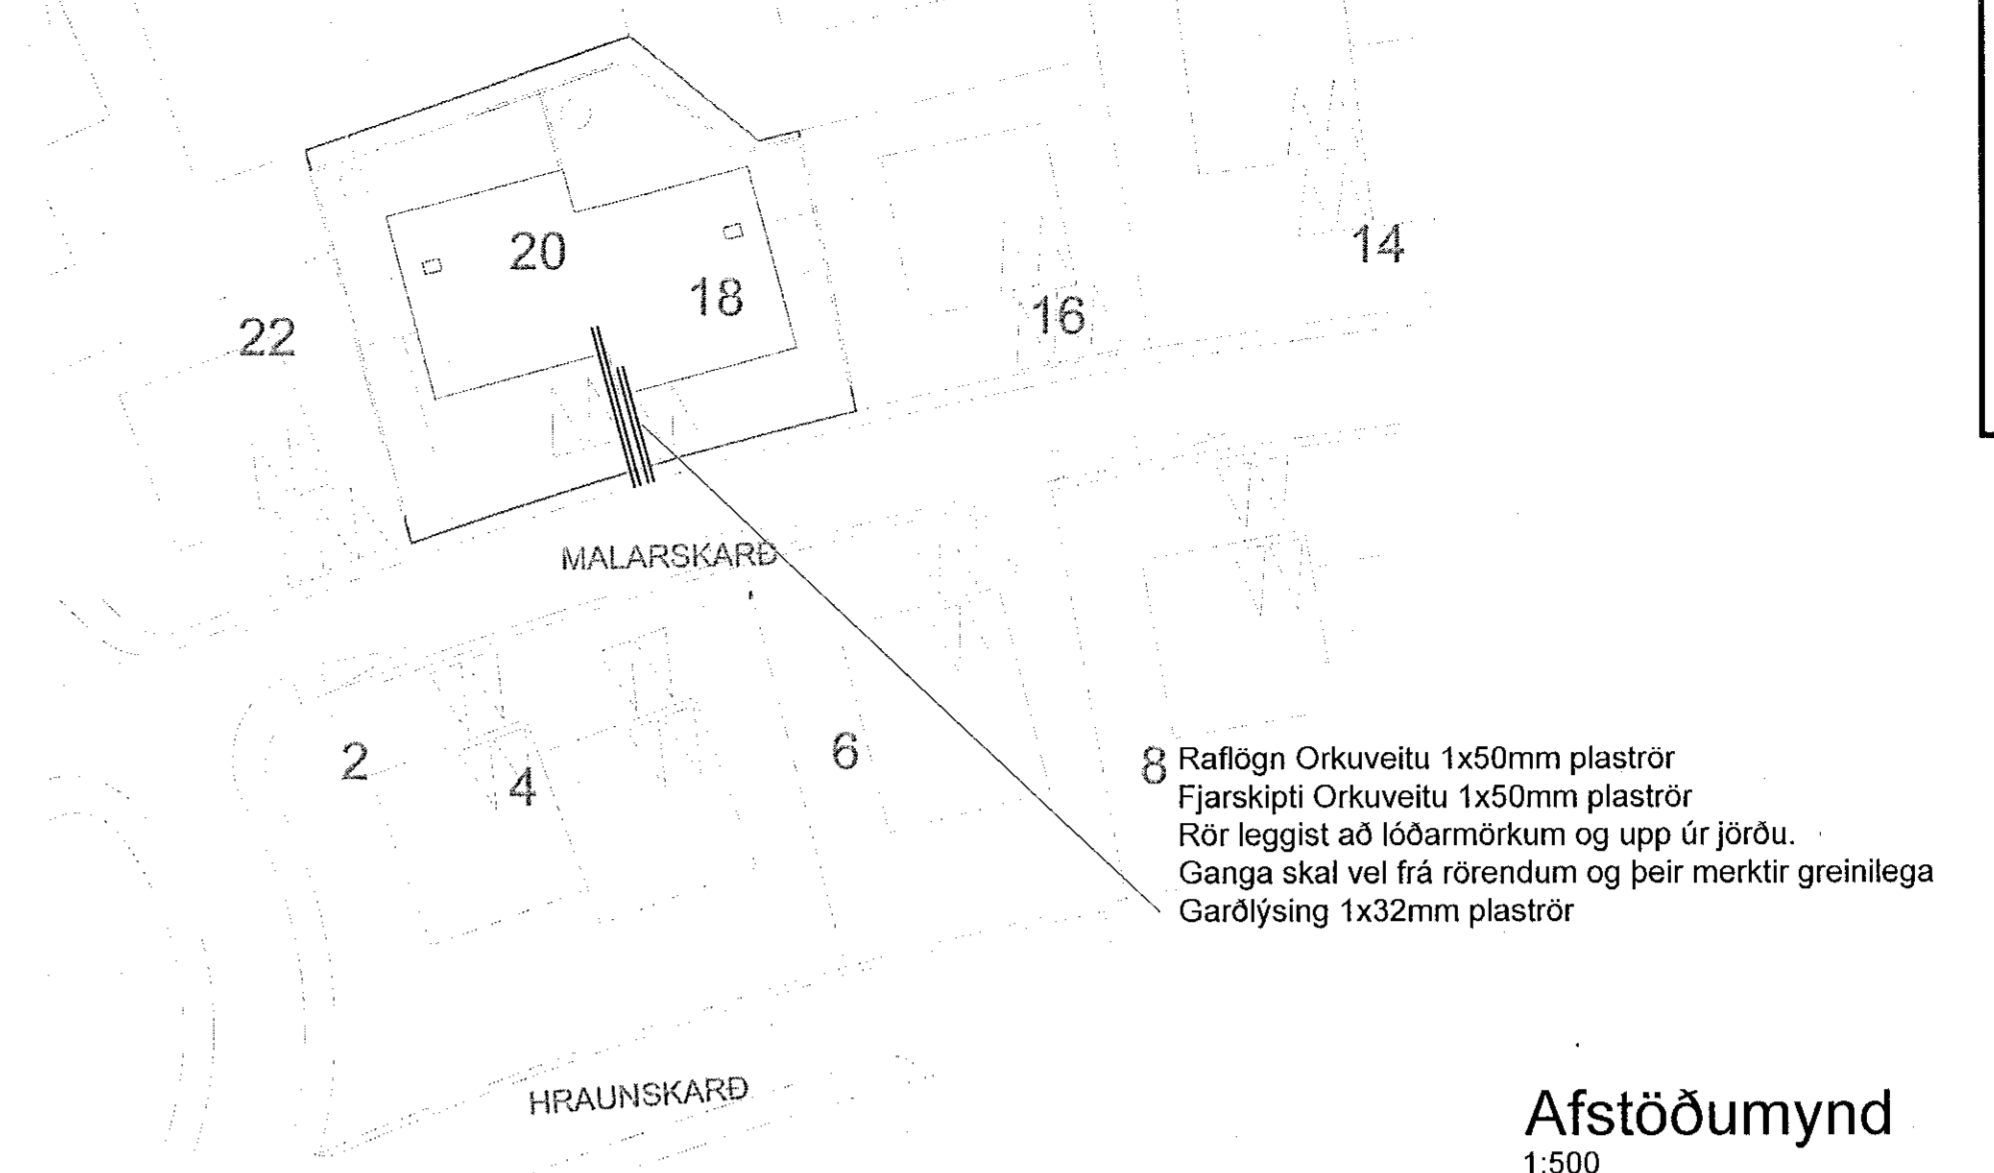 20
18
14
16
22
MALARSKARÐ
2
4
6
8
Raflögn Orkuveitu 1x50mm plaströr
Fjarskipti Orkuveitu 1x50mm plaströr
Rör leggist að lóðarmörkum og upp úr jörðu.
Ganga skal vel frá rörendum og þeir merktir greinilega
Garðlýsing 1x32mm plaströr
HRAUNSKARÐ
Afstöðumynd
1:500